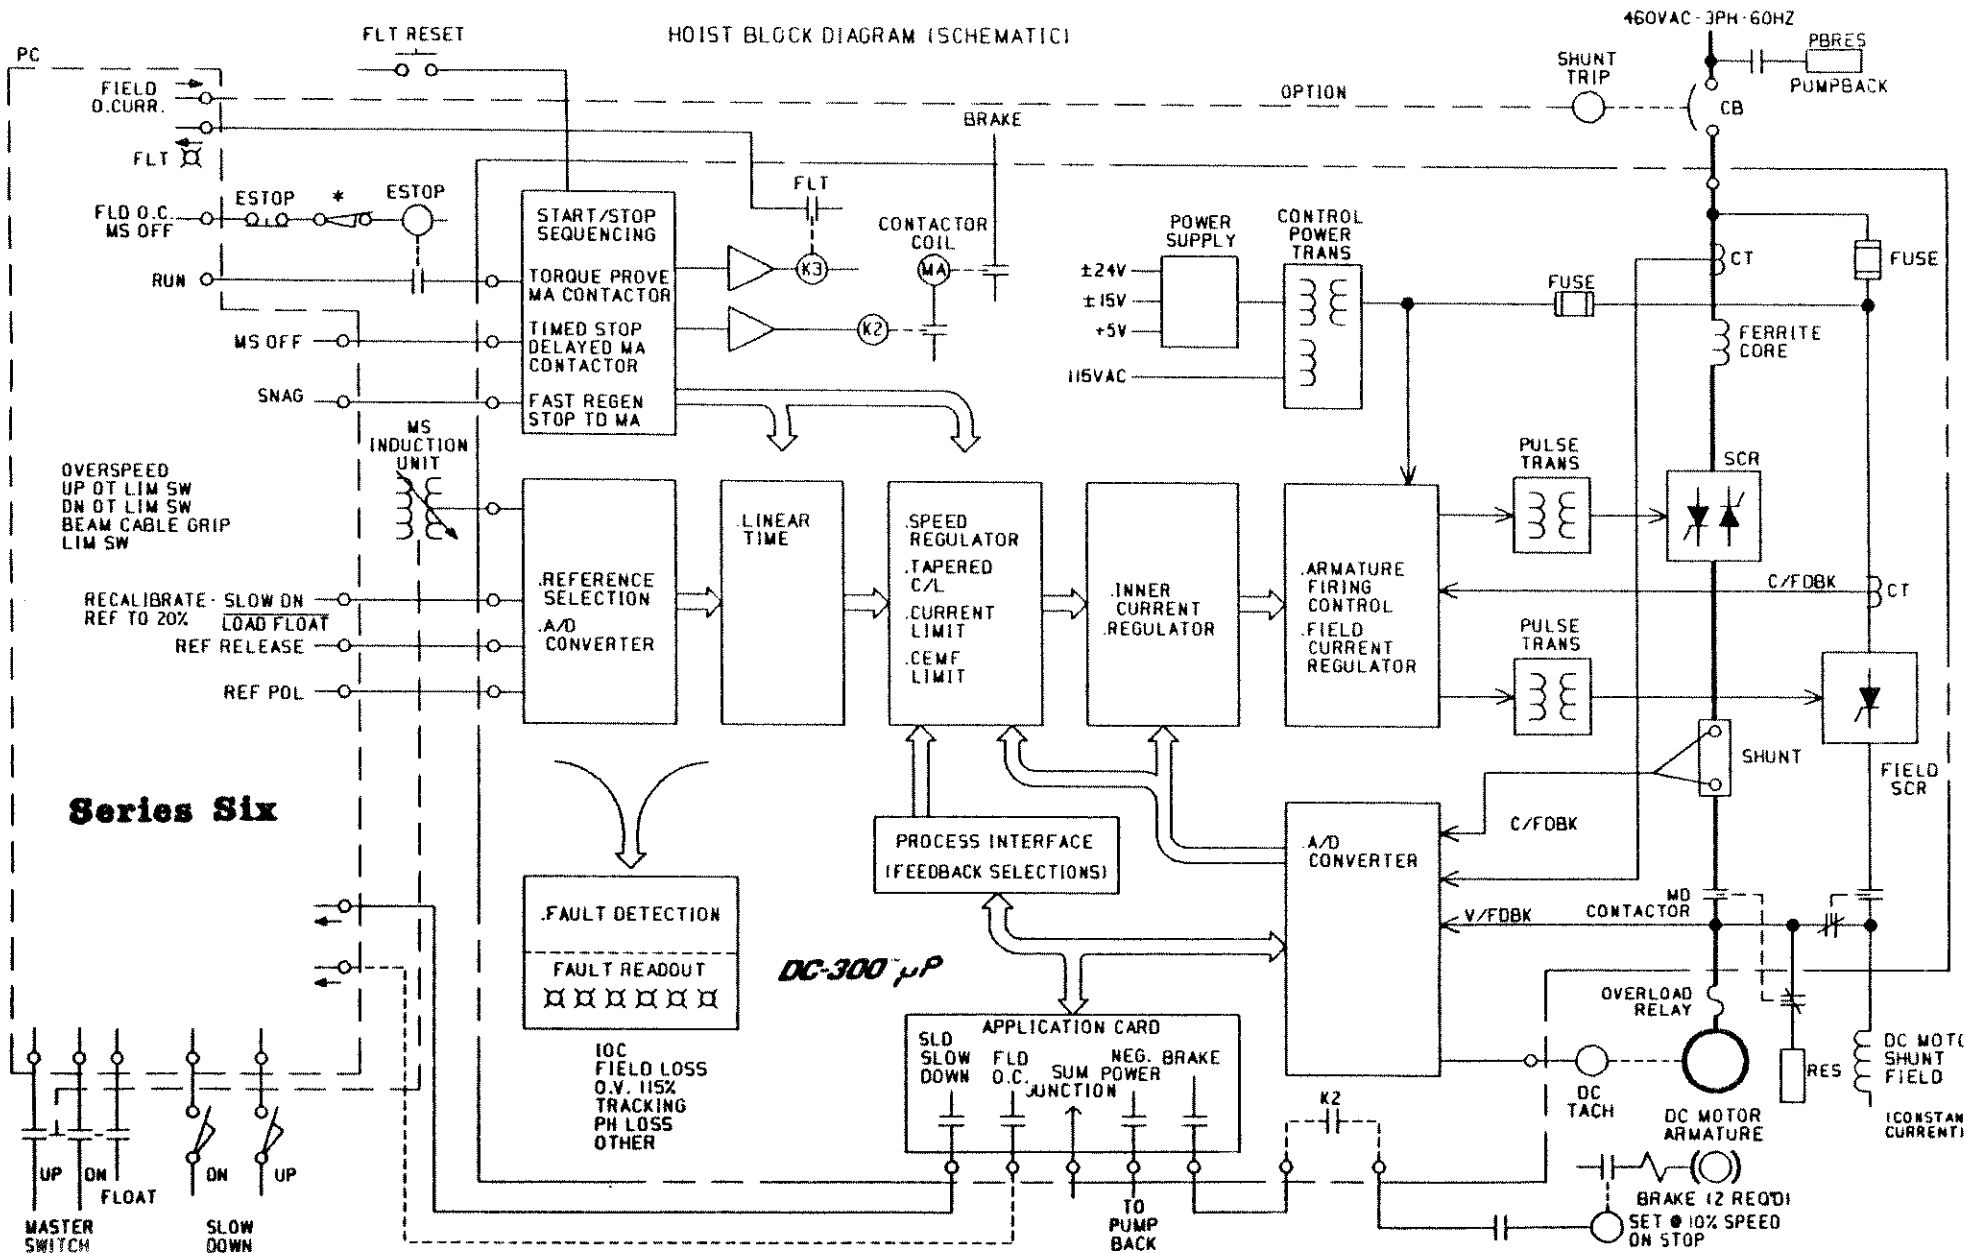 HOIST BLOCK DIAGRAM (SCHEMATIC)
460VAC-3PH-60HZ
PC
FLT RESET
PBRES
PUMPBACK
SHUNT
TRIP
CB
FIELD
O.CURR.
OPTION
BRAKE
FLT
FLT
ESTOP
*
ESTOP
FLD O.C.
MS OFF
RUN
MS OFF
SNAG
START/STOP
SEQUENCING
TORQUE PROVE
MA CONTACTOR
TIMED STOP
DELAYED MA
CONTACTOR
FAST REGEN
STOP TO MA
K3
CONTACTOR
COIL
MA
K2
POWER
SUPPLY
±24V
±15V
+5V
115VAC
CONTROL
POWER
TRANS
FUSE
CT
FUSE
FERRITE
CORE
MS
INDUCTION
UNIT
OVERSPEED
UP OT LIM SW
DN OT LIM SW
BEAM CABLE GRIP
LIM SW
RECALIBRATE- SLOW DN
REF TO 20% LOAD FLOAT
REF RELEASE
REF POL
.REFERENCE
SELECTION
.A/D
CONVERTER
.LINEAR
TIME
.SPEED
REGULATOR
.TAPERED
C/L
.CURRENT
LIMIT
.CEMF
LIMIT
.INNER
CURRENT
.REGULATOR
.ARMATURE
FIRING
CONTROL
.FIELD
CURRENT
REGULATOR
PULSE
TRANS
SCR
C/FDBK
CT
PULSE
TRANS
SHUNT
FIELD
SCR
Series Six
PROCESS INTERFACE
(FEEDBACK SELECTIONS)
.A/D
CONVERTER
C/FDBK
V/FDBK
MD
CONTACTOR
.FAULT DETECTION
FAULT READOUT
DC-300 µP
IOC
FIELD LOSS
O.V. 115%
TRACKING
PH LOSS
OTHER
APPLICATION CARD
SLD
SLOW
DOWN
FLD
O.C.
SUM
JUNCTION
NEG.
POWER
BRAKE
K2
OVERLOAD
RELAY
DC
TACH
DC MOTOR
ARMATURE
RES
DC MOTO
SHUNT
FIELD
(CONSTAN
CURRENT)
UP
DN
FLOAT
DN
UP
MASTER
SWITCH
SLOW
DOWN
TO
PUMP
BACK
BRAKE (2 REQ'D)
SET @ 10% SPEED
ON STOP